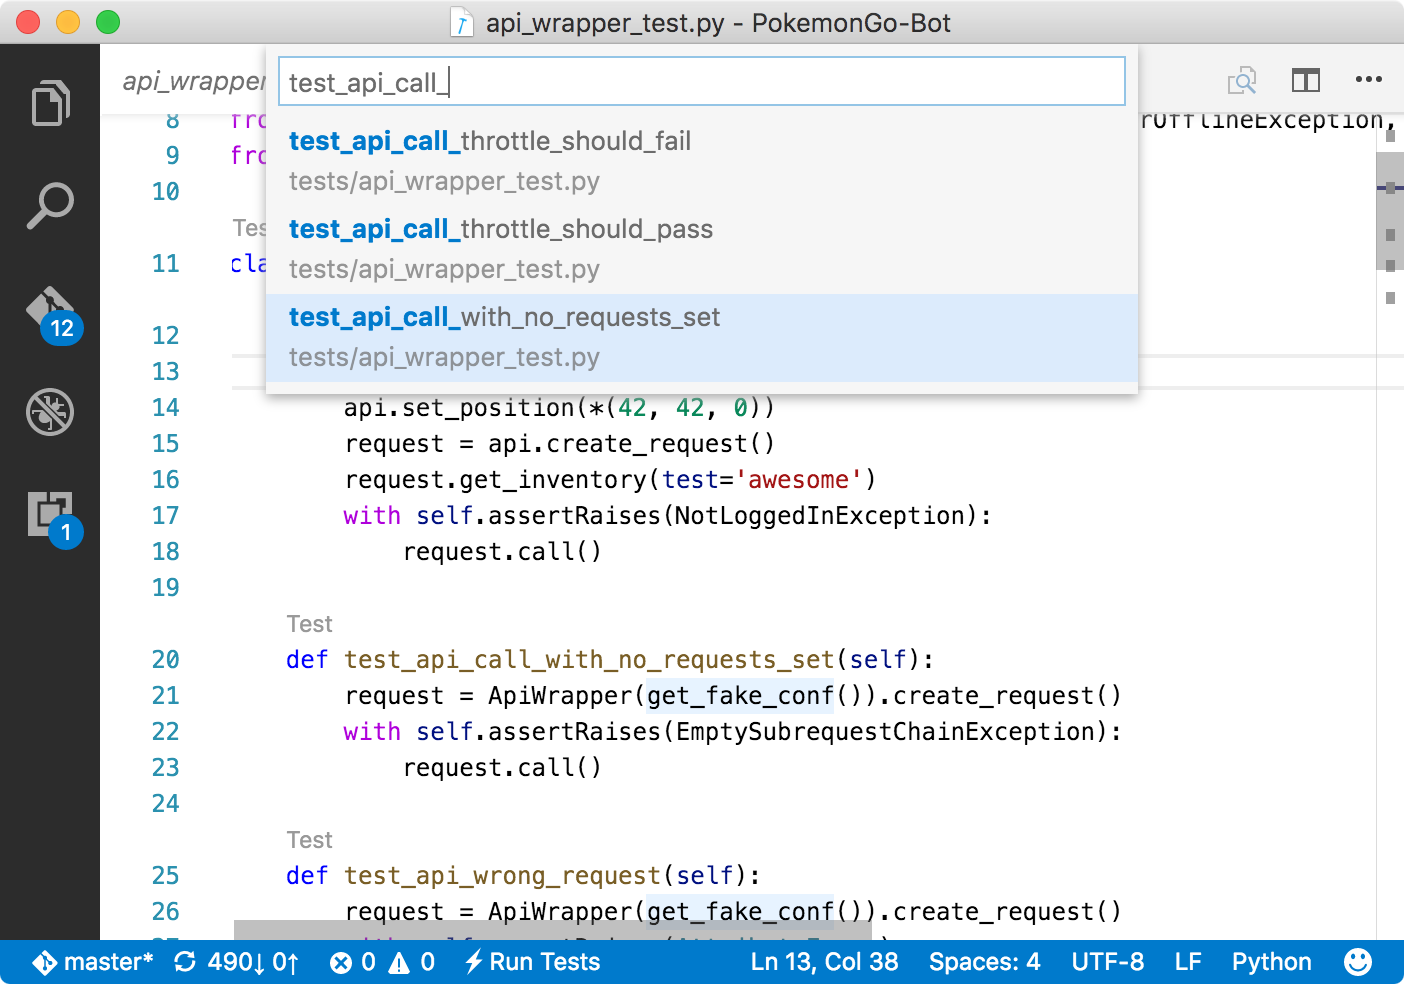 api_wrapper_test.py - PokemonGo-Bot
api_wrapper
test_api_call_
test_api_call_throttle_should_fail
tests/api_wrapper_test.py
test_api_call_throttle_should_pass
tests/api_wrapper_test.py
test_api_call_with_no_requests_set
tests/api_wrapper_test.py
8 fro rOfflineException,
9 fro
10
Tes
11 cla
12
13
14 api.set_position(*(42, 42, 0))
15 request = api.create_request()
16 request.get_inventory(test='awesome')
17 with self.assertRaises(NotLoggedInException):
18 request.call()
19
Test
20 def test_api_call_with_no_requests_set(self):
21 request = ApiWrapper(get_fake_conf()).create_request()
22 with self.assertRaises(EmptySubrequestChainException):
23 request.call()
24
Test
25 def test_api_wrong_request(self):
26 request = ApiWrapper(get_fake_conf()).create_request()
12
1
master* 490↓ 0↑ 0 0 Run Tests Ln 13, Col 38 Spaces: 4 UTF-8 LF Python